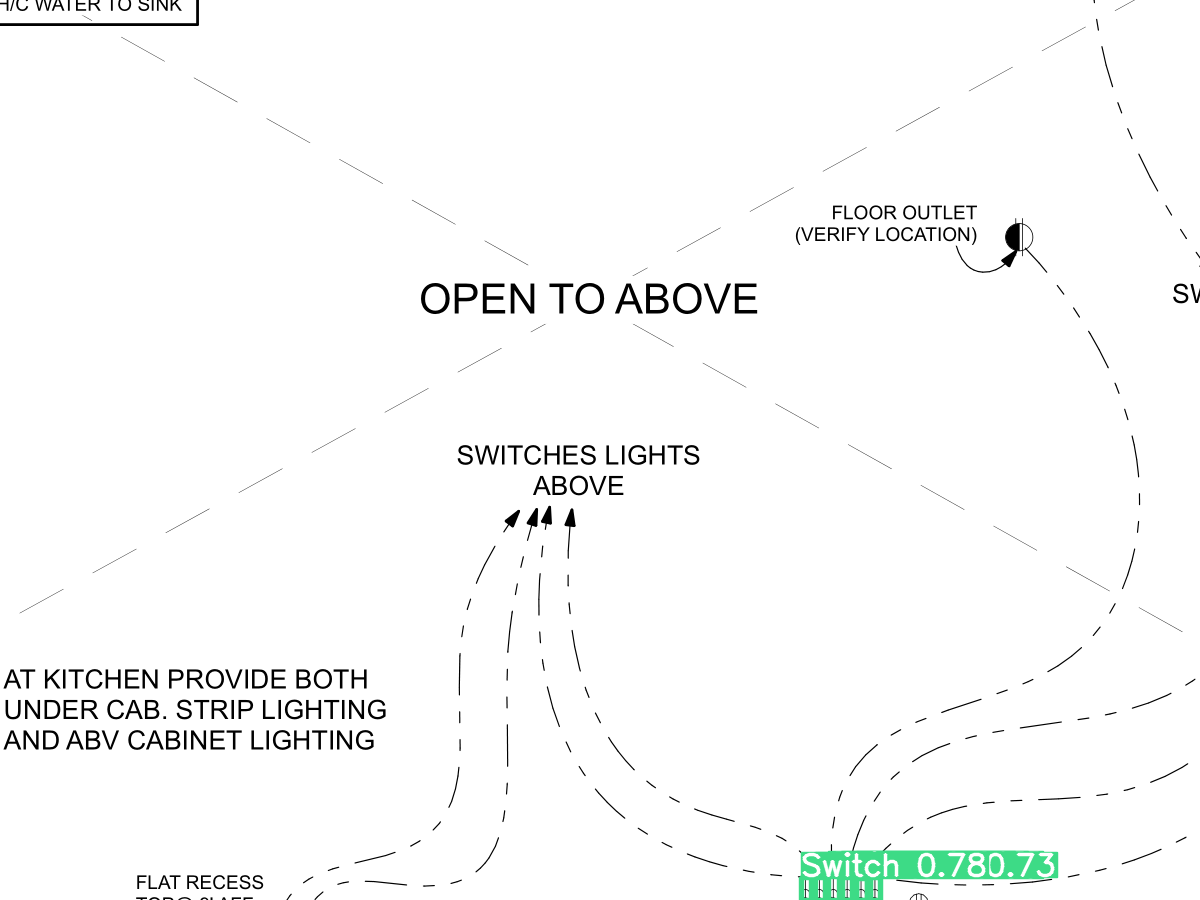 H/C WATER TO SINK
FLOOR OUTLET
(VERIFY LOCATION)
OPEN TO ABOVE
SW
SWITCHES LIGHTS
ABOVE
AT KITCHEN PROVIDE BOTH
UNDER CAB. STRIP LIGHTING
AND ABV CABINET LIGHTING
Switch 0.780.73
FLAT RECESS